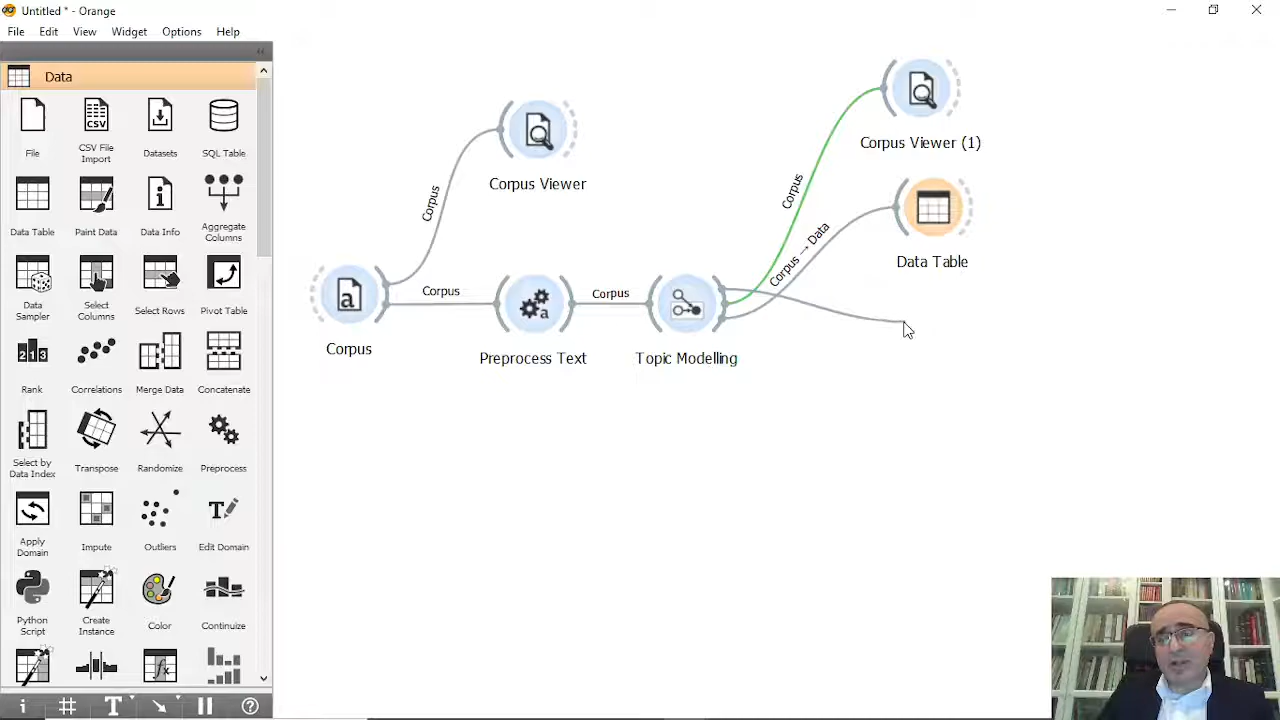 Untitled * - Orange
File Edit View Widget Options Help
Data
File
CSV File
Import
Datasets
SQL Table
Data Table
Paint Data
Data Info
Aggregate
Columns
Data
Sampler
Select
Columns
Select Rows
Pivot Table
Rank
Correlations
Merge Data
Concatenate
Select by
Data Index
Transpose
Randomize
Preprocess
Apply
Domain
Impute
Outliers
Edit Domain
Python
Script
Create
Instance
Color
Continuize
Corpus
Corpus Viewer
Corpus
Corpus
Preprocess Text
Corpus
Topic Modelling
Corpus
Corpus Viewer (1)
Corpus → Data
Data Table